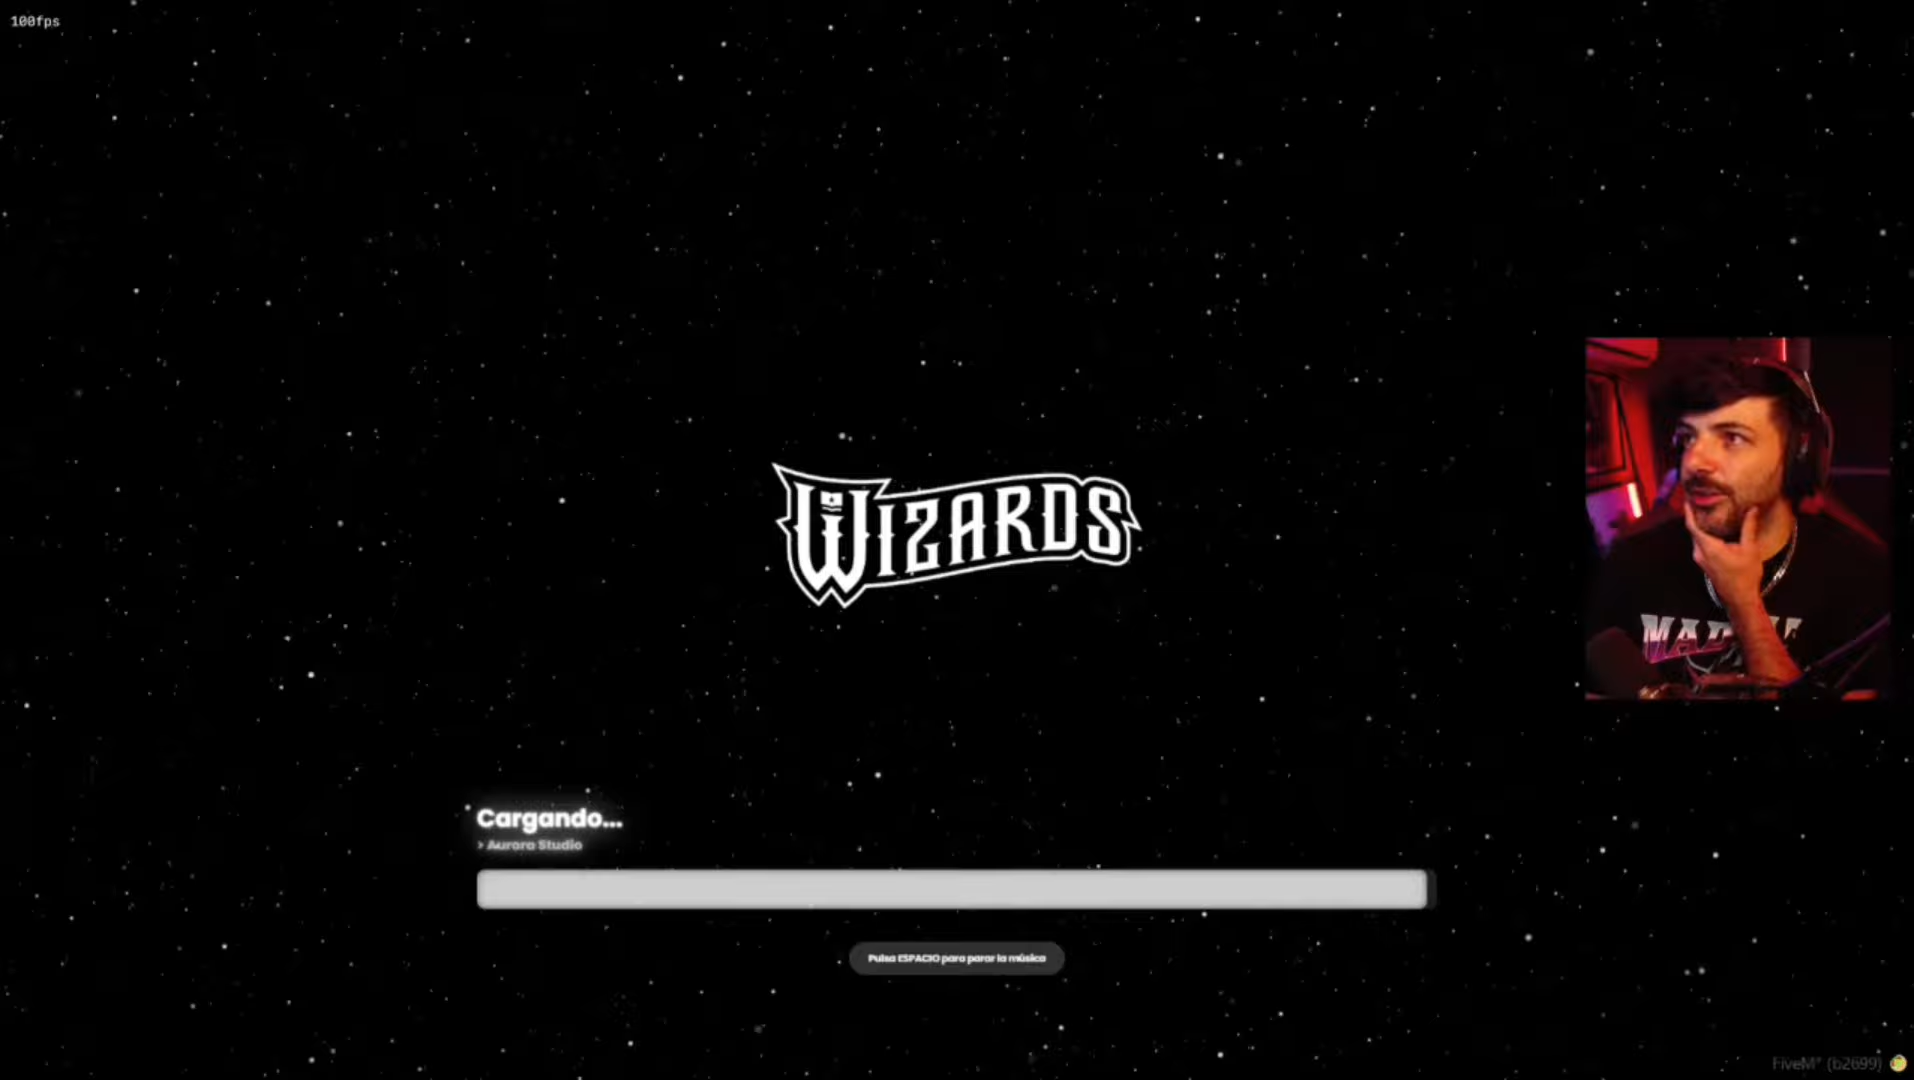 100fps
WIZARDS
Cargando...
> Aurora Studio
Pulsa ESPACIO para parar la música
FiveM* (b2699)